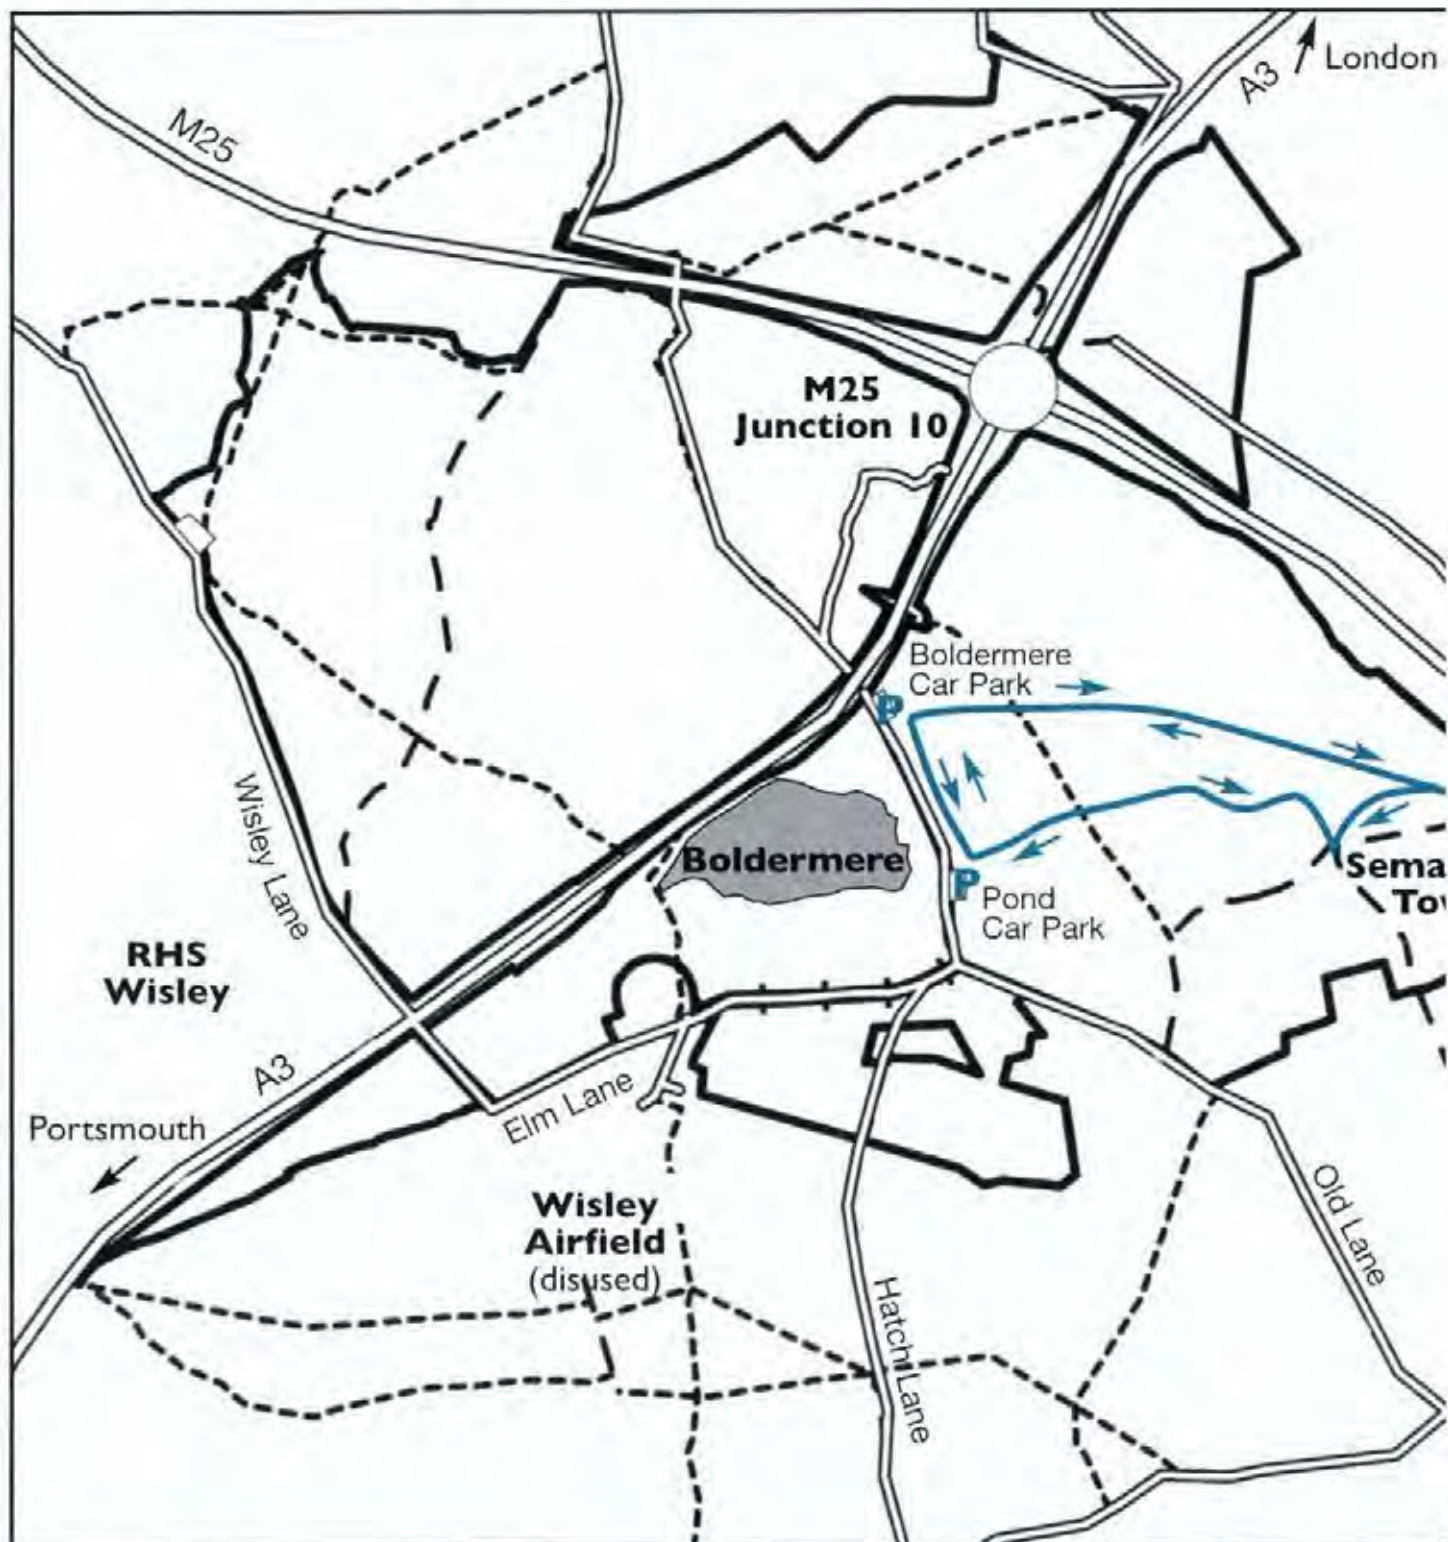 London
A3
M25
M25
Junction 10
Boldermere
Car Park
P
Boldermere
P
Pond
Car Park
Wisley Lane
RHS
Wisley
A3
Portsmouth
Elm Lane
Wisley
Airfield
(disused)
Hatch Lane
Old Lane